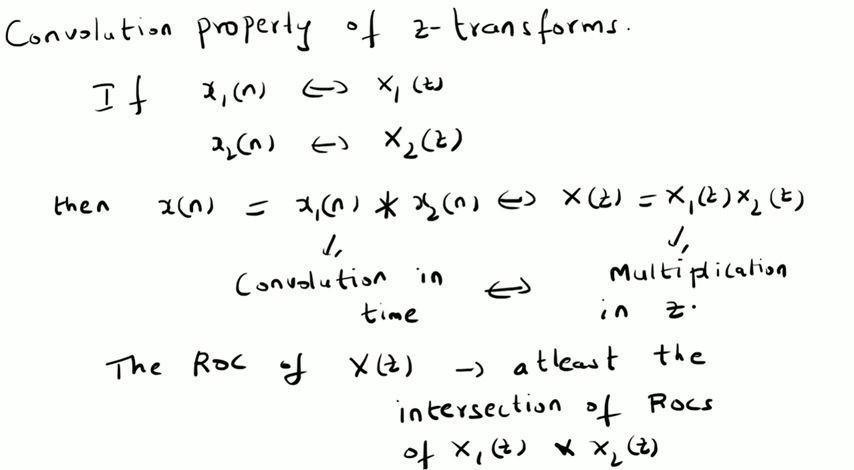 Convolution property of z-transforms.
If x₁(n) ⇔ X₁(z)
x₂(n) ⇔ X₂(z)
then x(n) = x₁(n) * x₂(n) ⇔ X(z) = X₁(z) X₂(z)
↓ ↓
Convolution in time ⇔ Multiplication in z.
The ROC of X(z) → atleast the
intersection of ROCs
of X₁(z) & X₂(z)